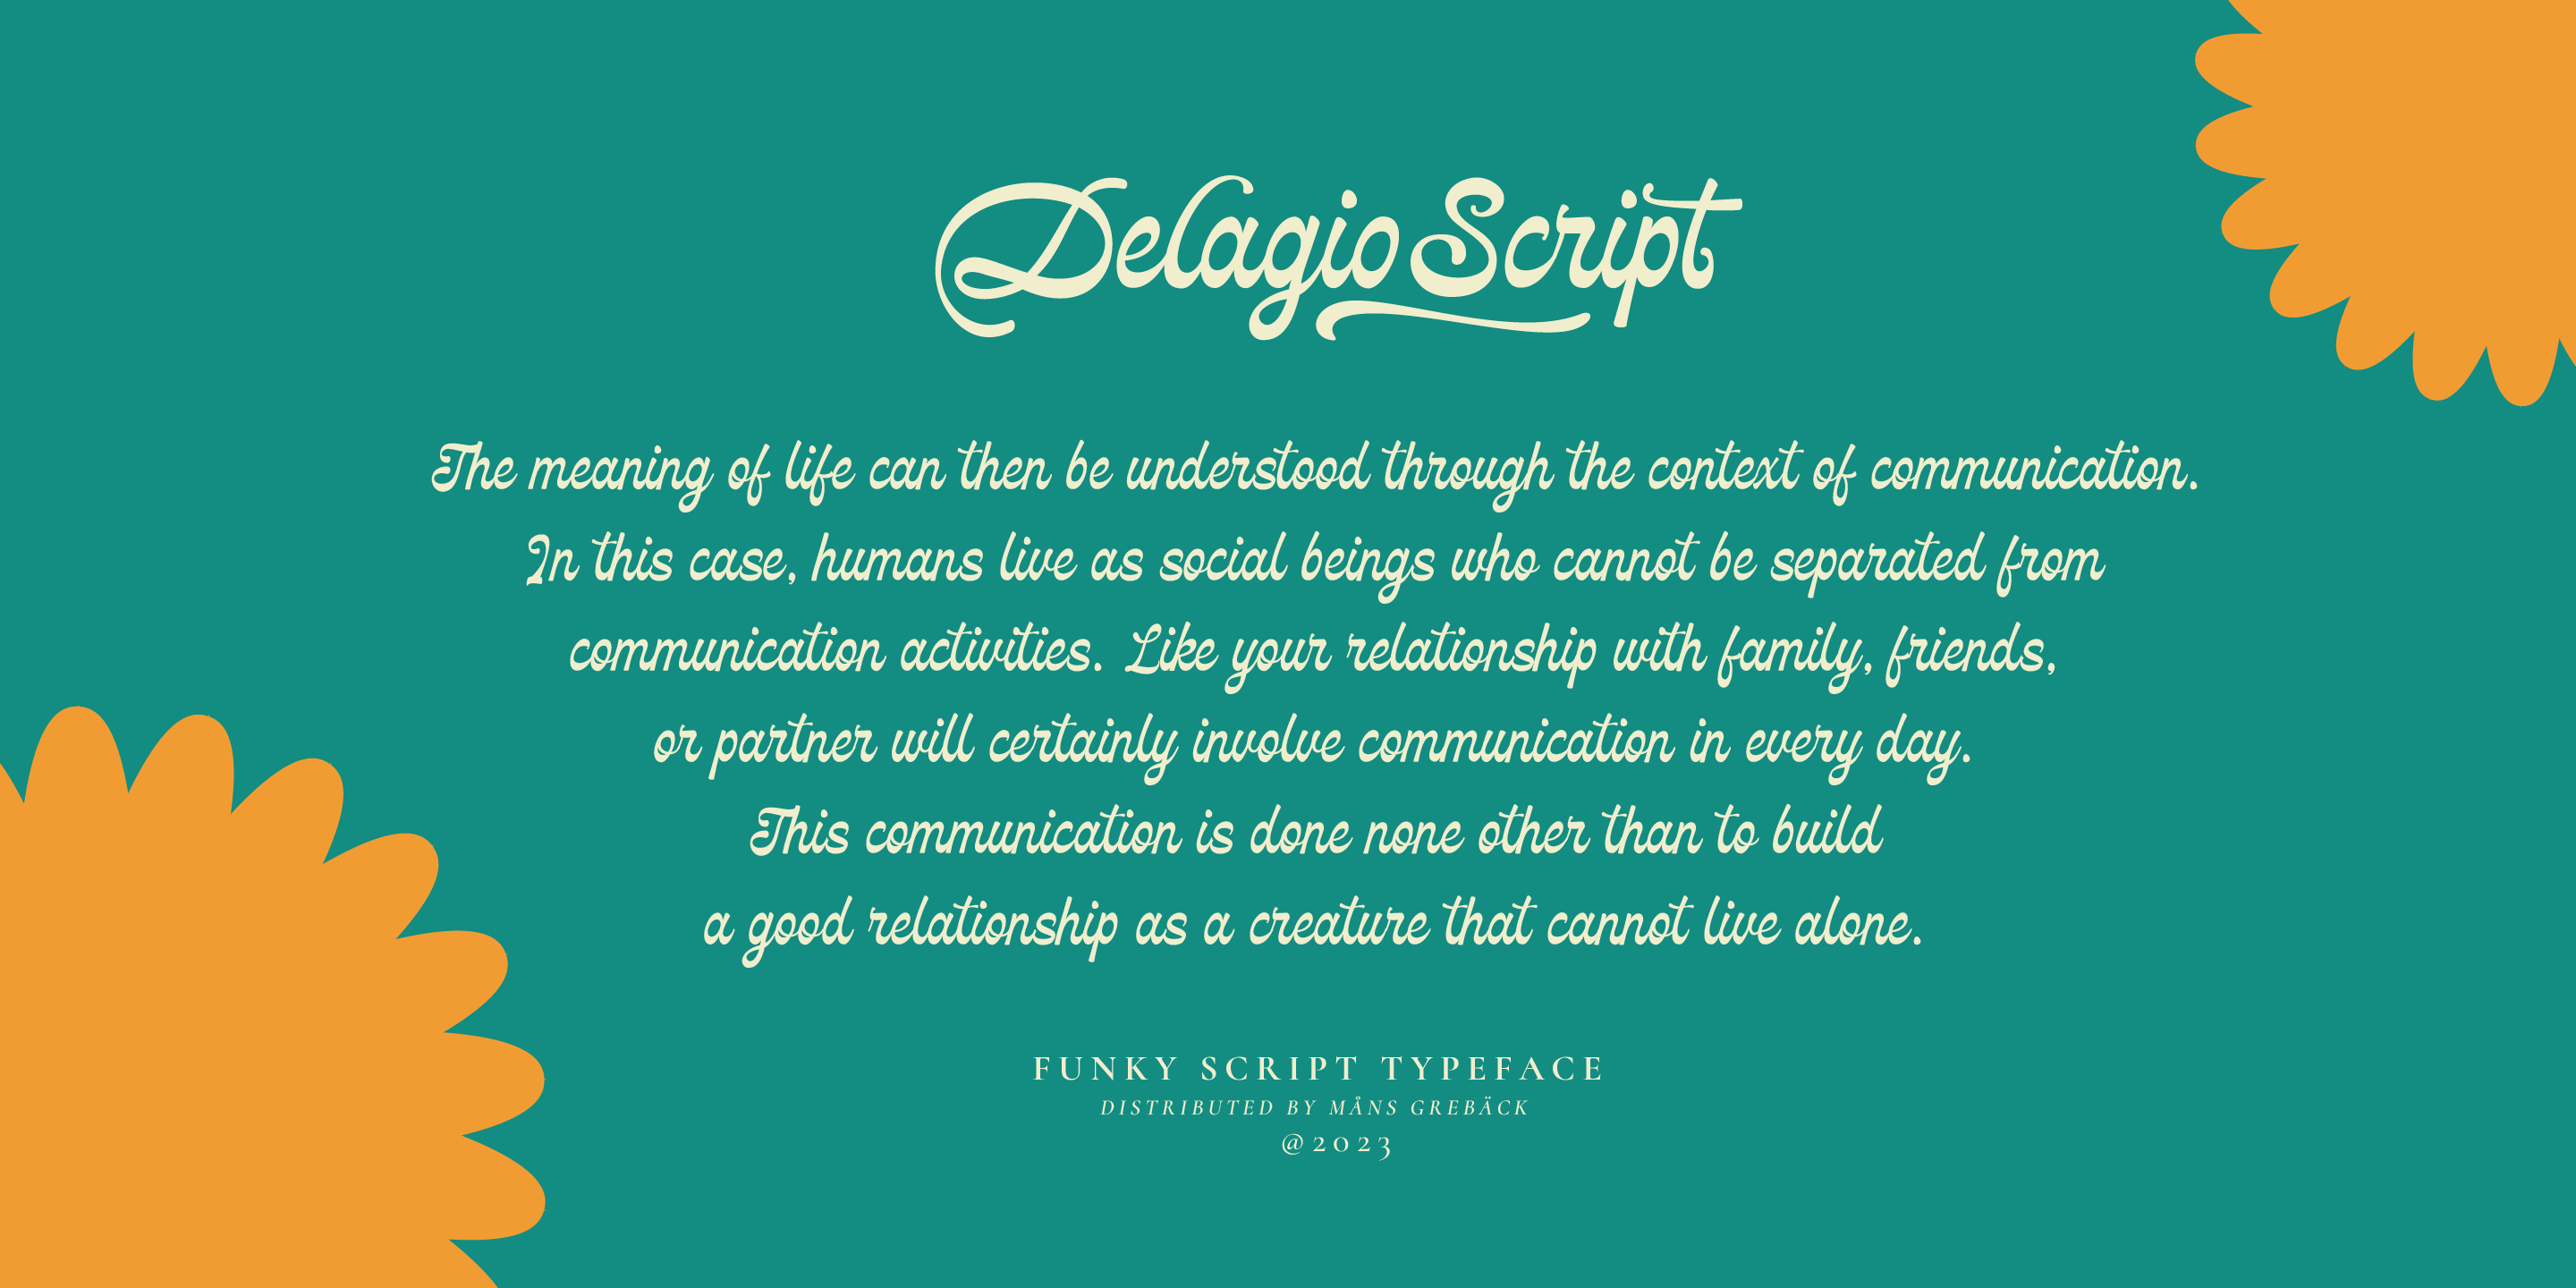 Delagio Script
The meaning of life can then be understood through the context of communication.
In this case, humans live as social beings who cannot be separated from
communication activities. Like your relationship with family, friends,
or partner will certainly involve communication in every day.
This communication is done none other than to build
a good relationship as a creature that cannot live alone.
FUNKY SCRIPT TYPEFACE
DISTRIBUTED BY MÅNS GREBÄCK
@2023